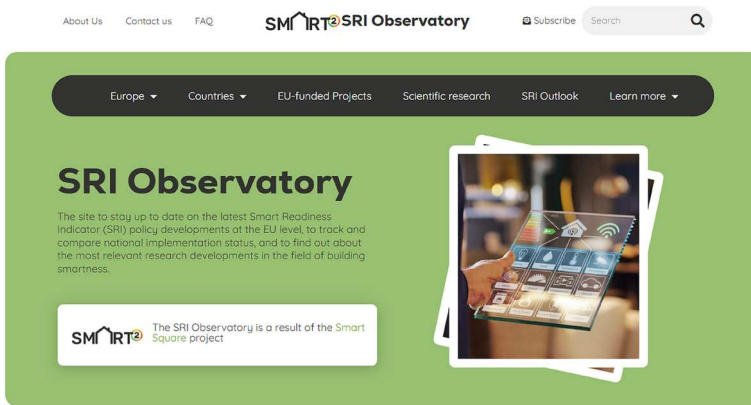 About Us Contact us FAQ SMART2 SRI Observatory Subscribe Search
Europe Countries EU-funded Projects Scientific research SRI Outlook Learn more
SRI Observatory
The site to stay up to date on the latest Smart Readiness
Indicator (SRI) policy developments at the EU level, to track and
compare national implementation status, and to find out about
the most relevant research developments in the field of building
smartness.
SMART2 The SRI Observatory is a result of the Smart
Square project